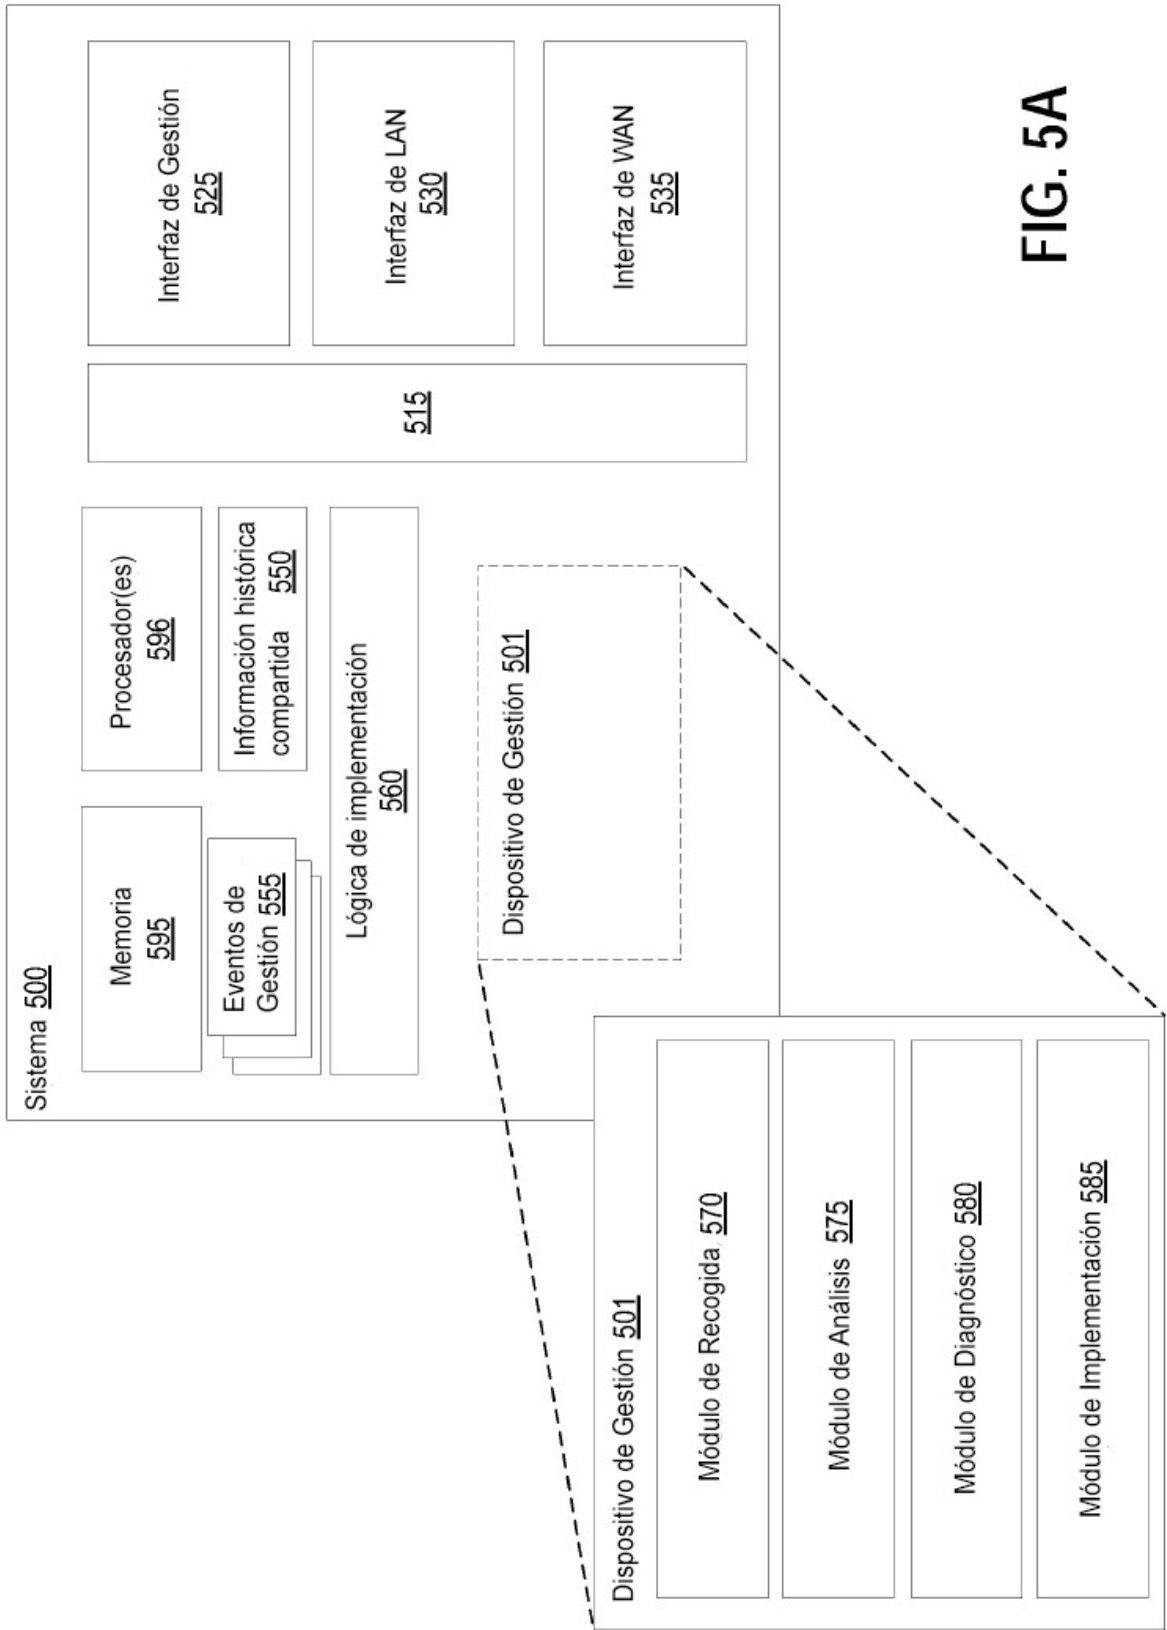 Sistema 500
Memoria
595
Procesador(es)
596
Eventos de
Gestión 555
Información histórica
compartida 550
Lógica de implementación
560
Dispositivo de Gestión 501
515
Interfaz de Gestión
525
Interfaz de LAN
530
Interfaz de WAN
535
Dispositivo de Gestión 501
Módulo de Recogida 570
Módulo de Análisis 575
Módulo de Diagnóstico 580
Módulo de Implementación 585
FIG. 5A